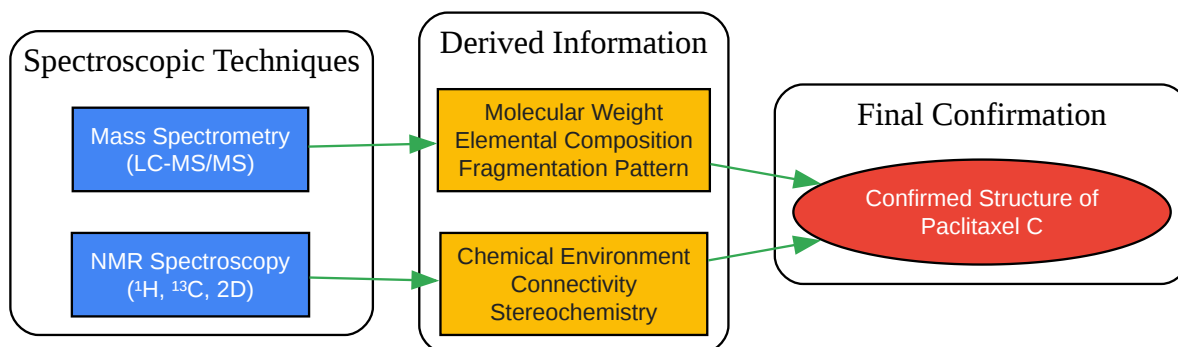 Spectroscopic Techniques
Mass Spectrometry
(LC-MS/MS)
NMR Spectroscopy
(¹H, ¹³C, 2D)
Derived Information
Molecular Weight
Elemental Composition
Fragmentation Pattern
Chemical Environment
Connectivity
Stereochemistry
Final Confirmation
Confirmed Structure of
Paclitaxel C